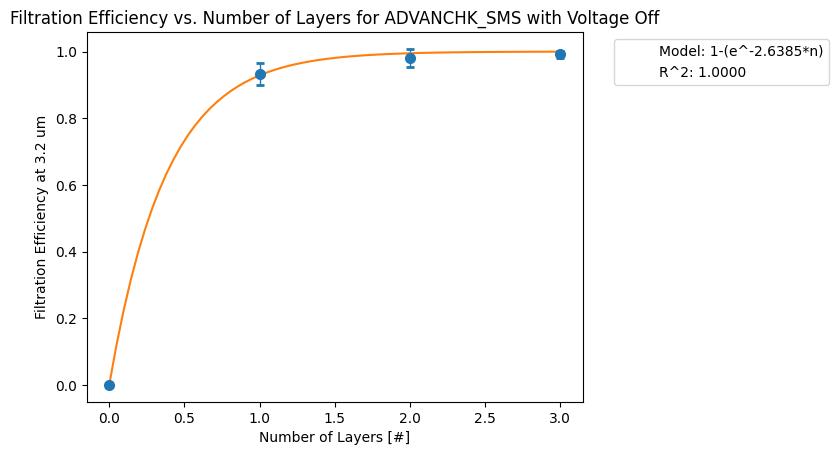 Filtration Efficiency vs. Number of Layers for ADVANCHK_SMS with Voltage Off
Model: 1-(e^-2.6385*n)
R^2: 1.0000
Filtration Efficiency at 3.2 um
1.0
0.8
0.6
0.4
0.2
0.0
0.0 0.5 1.0 1.5 2.0 2.5 3.0
Number of Layers [#]